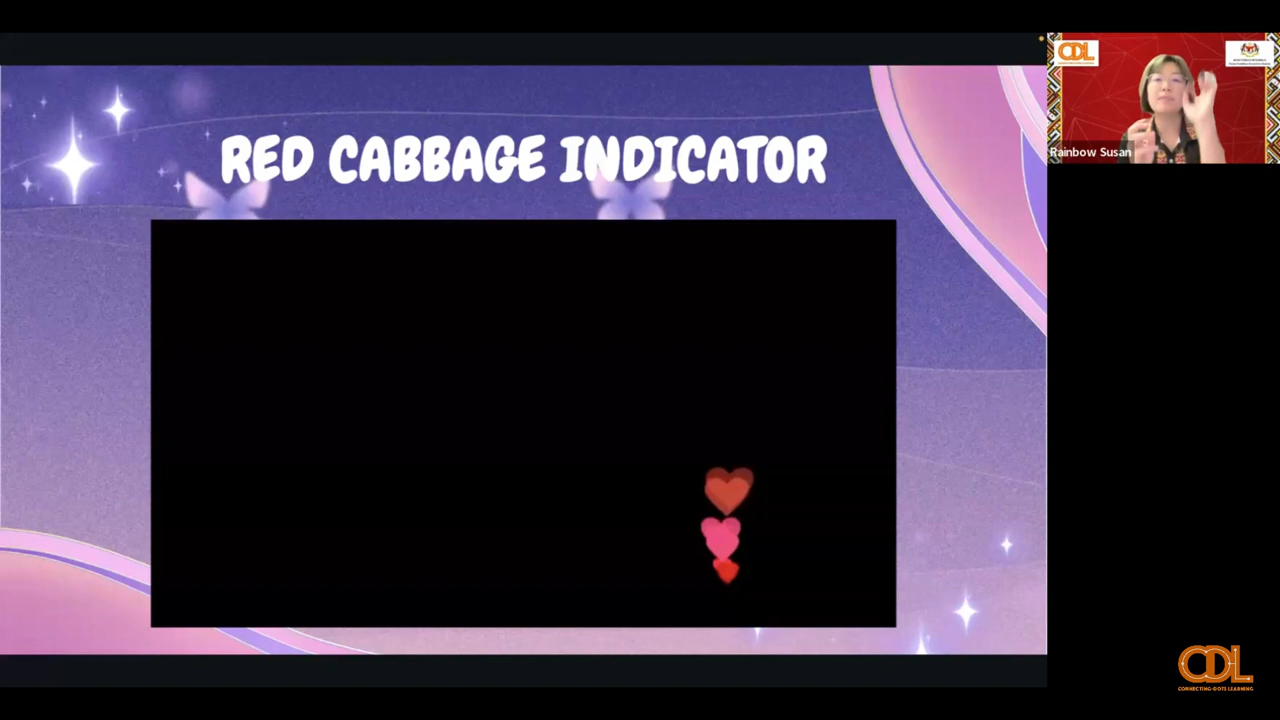 RED CABBAGE INDICATOR
CDL
Rainbow Susan
CDL
CONNECTING-DOTS LEARNING